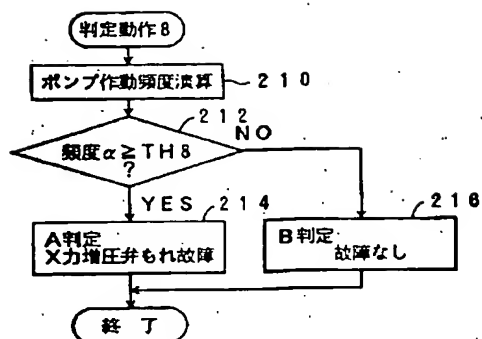 判定動作8
ポンプ作動頻度演算
210
212
頻度α≧TH8
?
NO
YES
214
A判定
X力増圧弁もれ故障
216
B判定
故障なし
終了